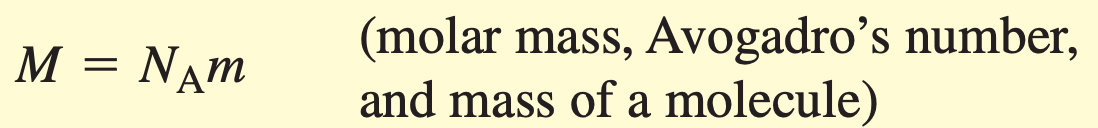 M = N_A m
(molar mass, Avogadro’s number,
and mass of a molecule)